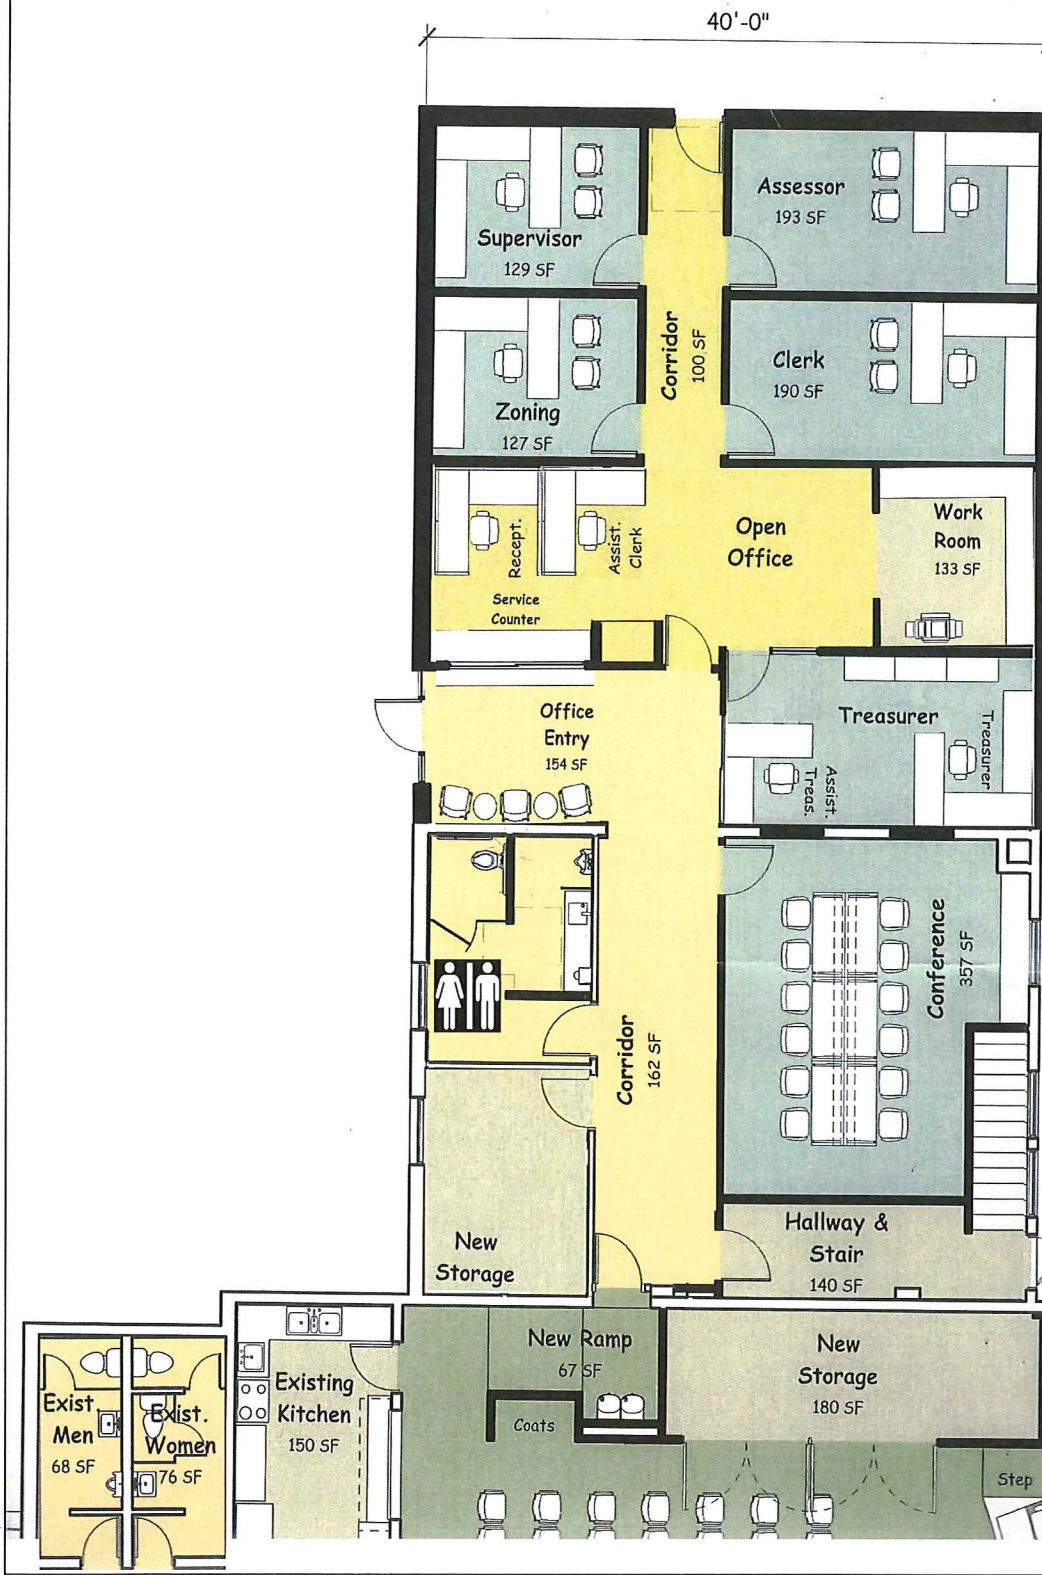 40'-0"
Supervisor
129 SF
Assessor
193 SF
Zoning
127 SF
Corridor
100 SF
Clerk
190 SF
Recept.
Assist.
Clerk
Service
Counter
Open
Office
Work
Room
133 SF
Office
Entry
154 SF
Treasurer
Treasurer
Assist.
Treas.
Conference
357 SF
Corridor
162 SF
New
Storage
Hallway &
Stair
140 SF
Exist.
Men
68 SF
Exist.
Women
76 SF
Existing
Kitchen
150 SF
New Ramp
67 SF
Coats
New
Storage
180 SF
Step